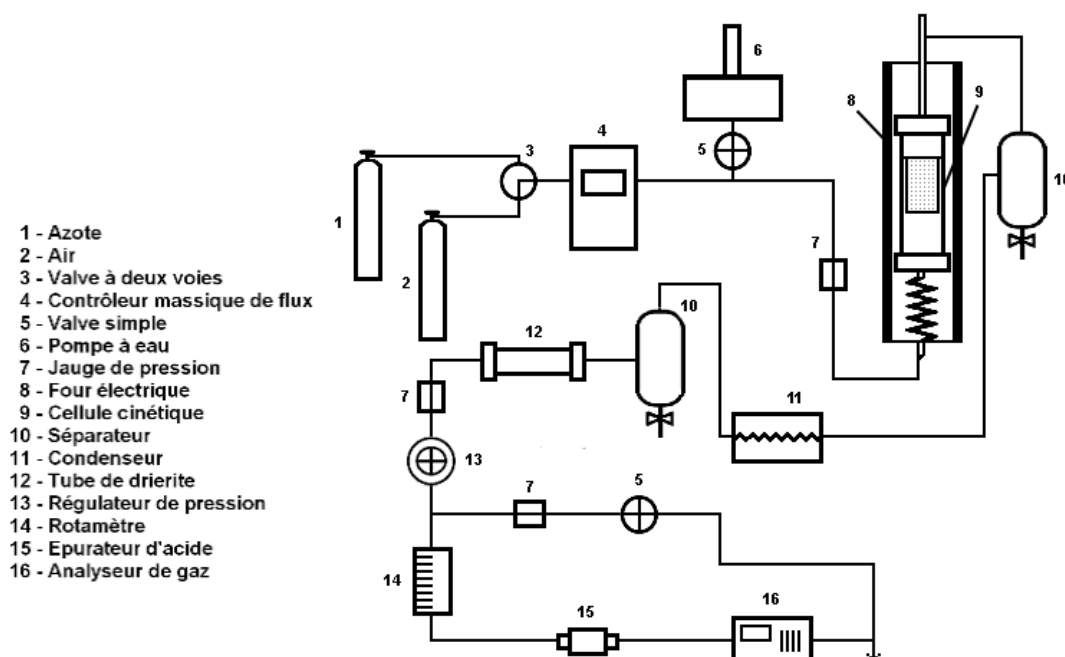 1 - Azote
2 - Air
3 - Valve à deux voies
4 - Contrôleur massique de flux
5 - Valve simple
6 - Pompe à eau
7 - Jauge de pression
8 - Four électrique
9 - Cellule cinétique
10 - Séparateur
11 - Condenseur
12 - Tube de drierite
13 - Régulateur de pression
14 - Rotamètre
15 - Epurateur d'acide
16 - Analyseur de gaz
6
8
9
4
3
5
10
1
7
2
10
12
11
7
13
7
5
14
15
16